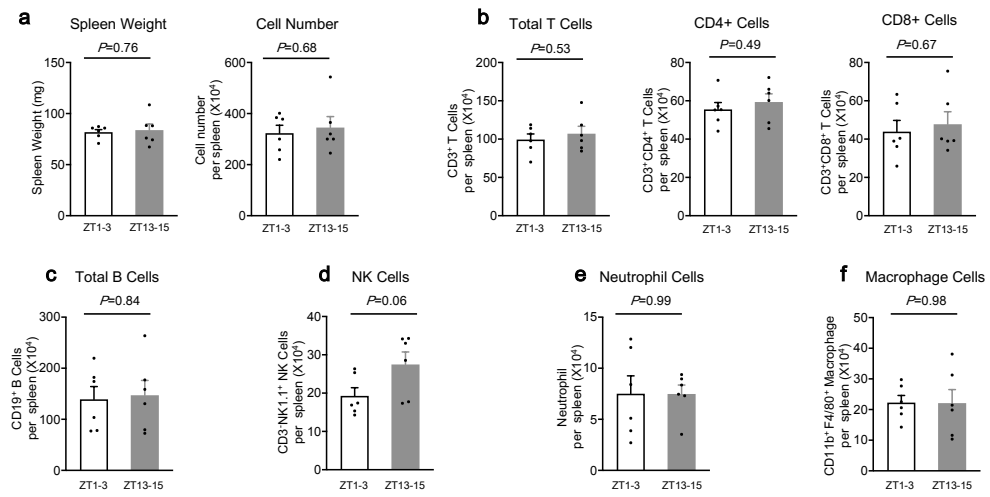 a
Spleen Weight
P=0.76
Spleen Weight (mg)
150
100
50
0
ZT1-3
ZT13-15
Cell Number
P=0.68
Cell number
per spleen (X10⁴)
600
400
200
0
ZT1-3
ZT13-15
b
Total T Cells
P=0.53
CD3⁺ T Cells
per spleen (X10⁴)
200
150
100
50
0
ZT1-3
ZT13-15
CD4+ Cells
P=0.49
CD3⁺CD4⁺ T Cells
per spleen (X10⁴)
80
60
40
20
0
ZT1-3
ZT13-15
CD8+ Cells
P=0.67
CD3⁺CD8⁺ T Cells
per spleen (X10⁴)
80
60
40
20
0
ZT1-3
ZT13-15
c
Total B Cells
P=0.84
CD19⁺ B Cells
per spleen (X10⁴)
300
200
100
0
ZT1-3
ZT13-15
d
NK Cells
P=0.06
CD3⁻NK1.1⁺ NK Cells
per spleen (X10⁴)
40
30
20
10
0
ZT1-3
ZT13-15
e
Neutrophil Cells
P=0.99
Neutrophil
per spleen (X10⁴)
15
10
5
0
ZT1-3
ZT13-15
f
Macrophage Cells
P=0.98
CD11b⁺ F4/80⁺ Macrophage
per spleen (X10⁴)
50
40
30
20
10
0
ZT1-3
ZT13-15